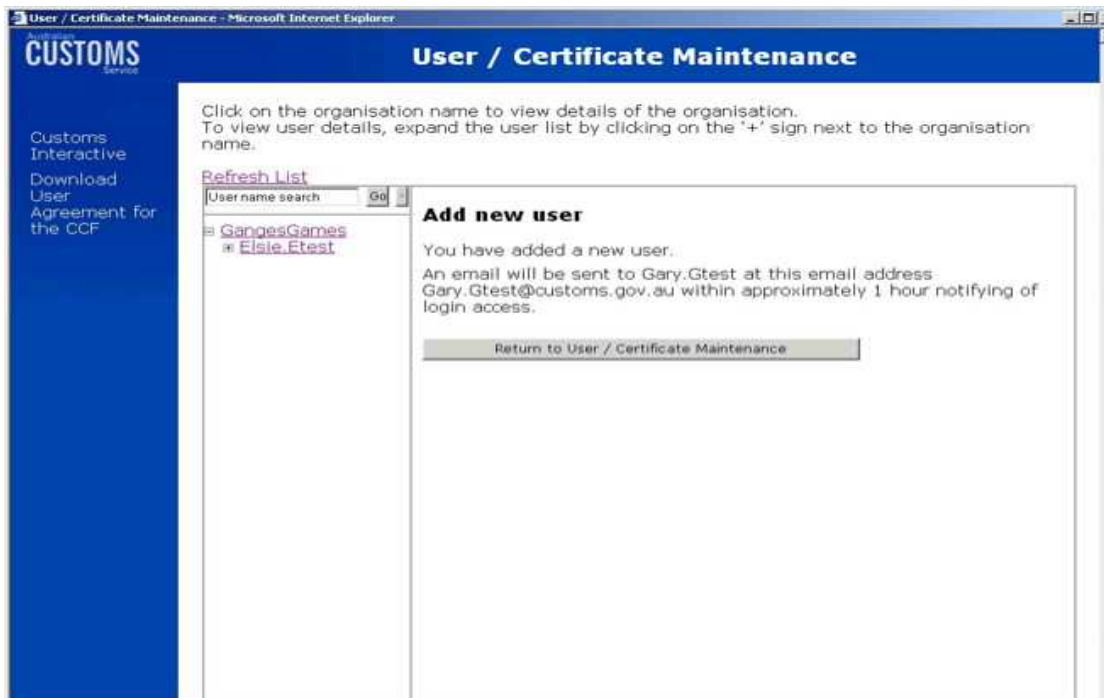 User / Certificate Maintenance - Microsoft Internet Explorer
Australian
CUSTOMS
Service
User / Certificate Maintenance
Customs
Interactive
Download
User
Agreement for
the CCF
Click on the organisation name to view details of the organisation.
To view user details, expand the user list by clicking on the '+' sign next to the organisation
name.
Refresh List
User name search
Go
GangesGames
Elsie.Etest
Add new user
You have added a new user.
An email will be sent to Gary.Gtest at this email address
Gary.Gtest@customs.gov.au within approximately 1 hour notifying of
login access.
Return to User / Certificate Maintenance